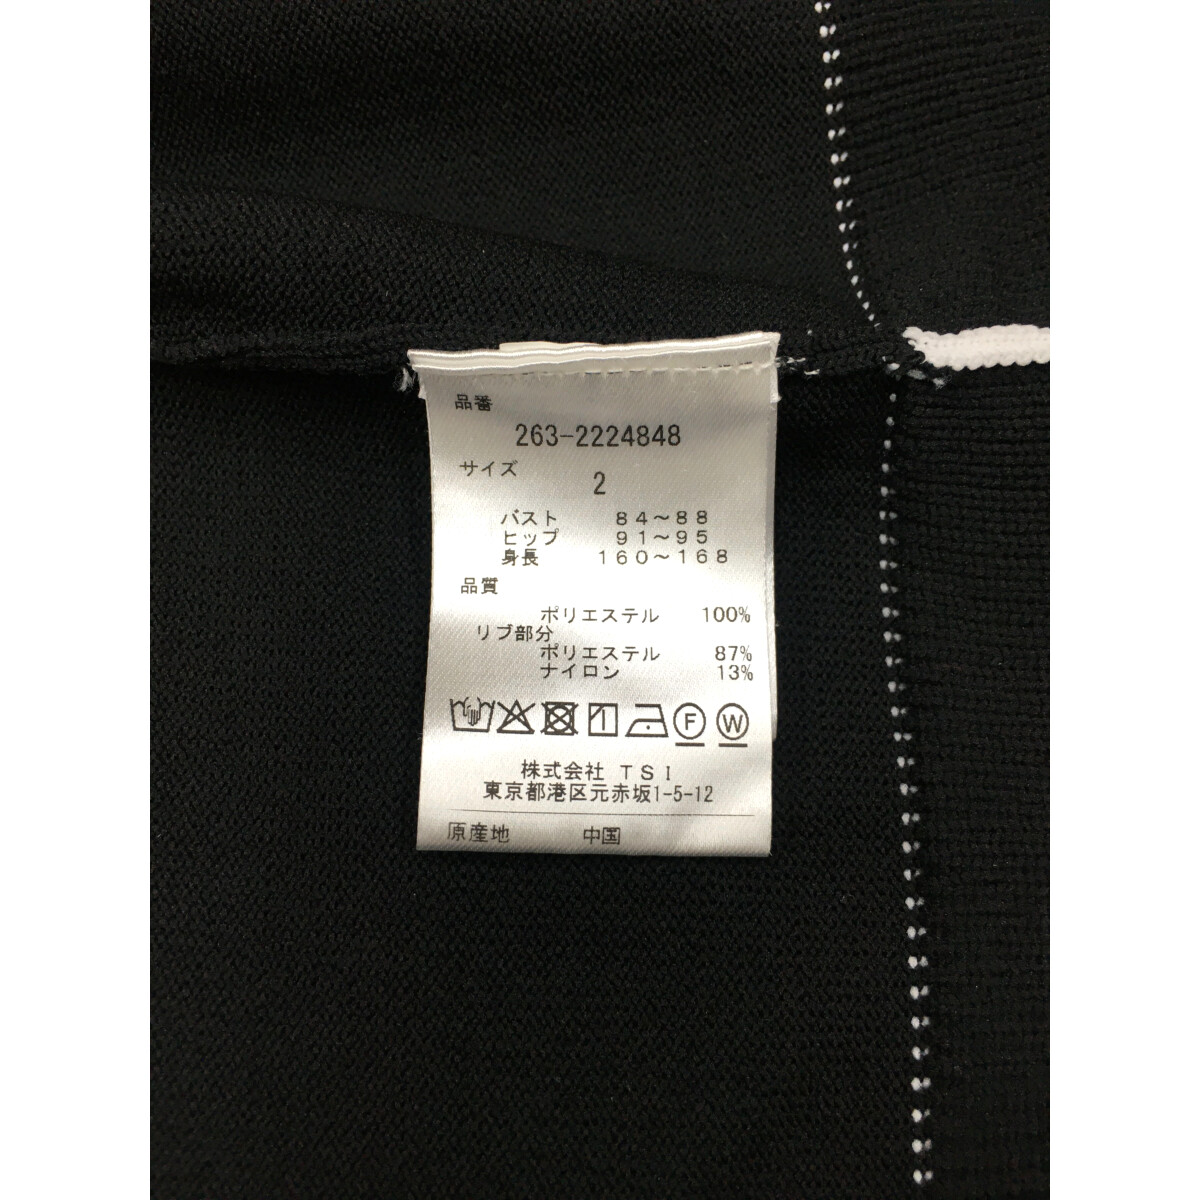 品番
263-2224848
サイズ
2
バスト 84～88
ヒップ 91～95
身長 160～168
品質
ポリエステル 100%
リブ部分
ポリエステル 87%
ナイロン 13%
F W
株式会社 TSI
東京都港区元赤坂1-5-12
原産地 中国